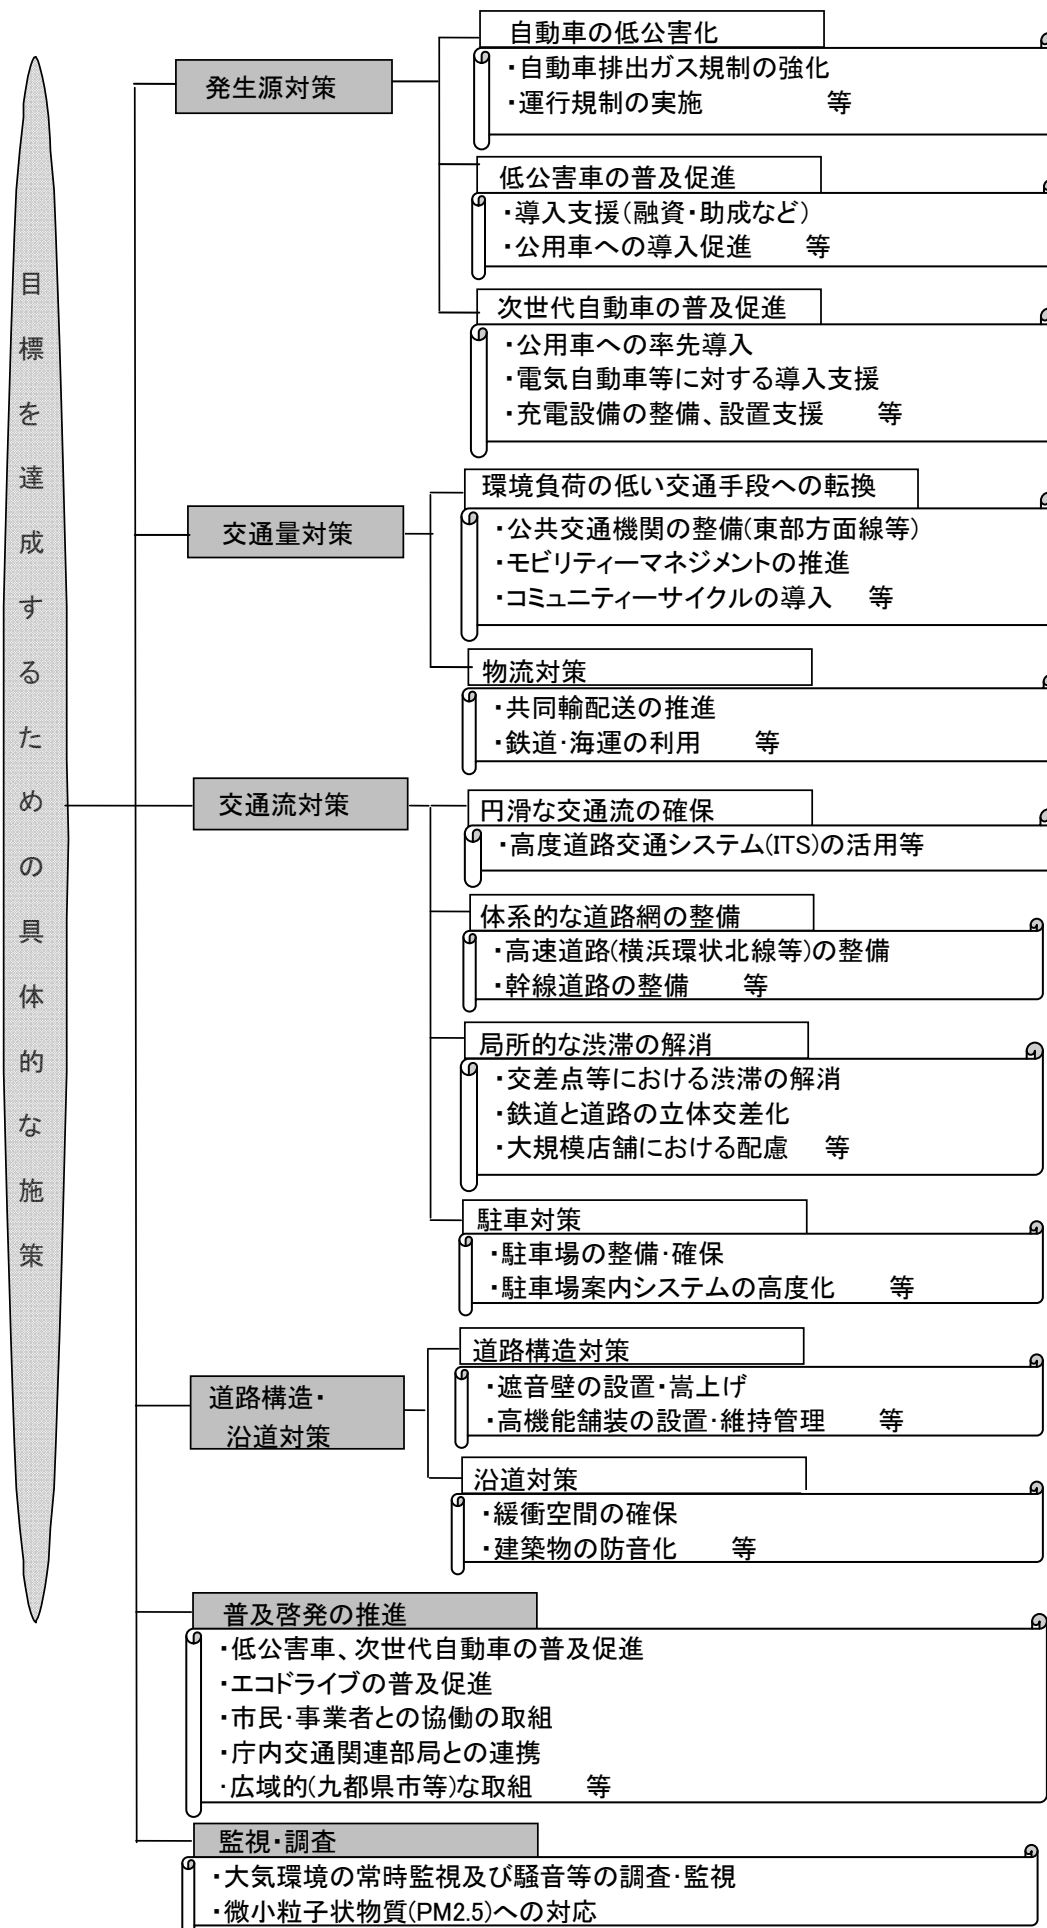 目標を達成するための具体的な施策
発生源対策
自動車の低公害化
・自動車排出ガス規制の強化
・運行規制の実施 等
低公害車の普及促進
・導入支援(融資・助成など)
・公用車への導入促進 等
次世代自動車の普及促進
・公用車への率先導入
・電気自動車等に対する導入支援
・充電設備の整備、設置支援 等
交通量対策
環境負荷の低い交通手段への転換
・公共交通機関の整備(東部方面線等)
・モビリティーマネジメントの推進
・コミュニティーサイクルの導入 等
物流対策
・共同輸配送の推進
・鉄道・海運の利用 等
交通流対策
円滑な交通流の確保
・高度道路交通システム(ITS)の活用等
体系的な道路網の整備
・高速道路(横浜環状北線等)の整備
・幹線道路の整備 等
局所的な渋滞の解消
・交差点等における渋滞の解消
・鉄道と道路の立体交差化
・大規模店舗における配慮 等
駐車対策
・駐車場の整備・確保
・駐車場案内システムの高度化 等
道路構造・
沿道対策
道路構造対策
・遮音壁の設置・嵩上げ
・高機能舗装の設置・維持管理 等
沿道対策
・緩衝空間の確保
・建築物の防音化 等
普及啓発の推進
・低公害車、次世代自動車の普及促進
・エコドライブの普及促進
・市民・事業者との協働の取組
・庁内交通関連部局との連携
・広域的(九都県市等)な取組 等
監視・調査
・大気環境の常時監視及び騒音等の調査・監視
・微小粒子状物質(PM2.5)への対応